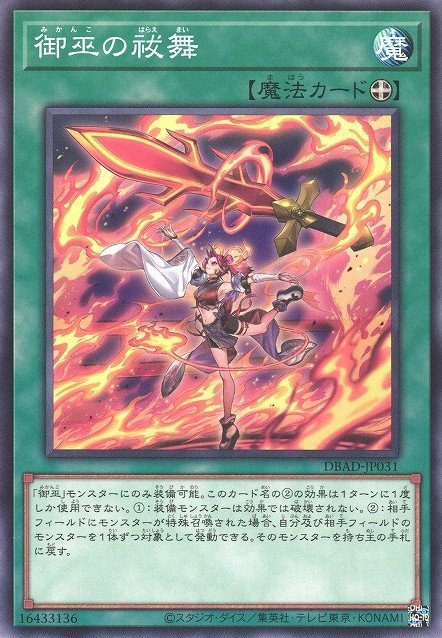 御巫の祓舞
魔
【魔法カード】
DBAD-JP031
「御巫」モンスターにのみ装備可能。このカード名の②の効果は1ターンに1度
しか使用できない。①：装備モンスターは効果では破壊されない。②：相手
フィールドにモンスターが特殊召喚された場合、自分及び相手フィールドの
モンスターを1体ずつ対象として発動できる。そのモンスターを持ち主の手札
に戻す。
16433136
©スタジオ・ダイス/集英社・テレビ東京・KONAMI